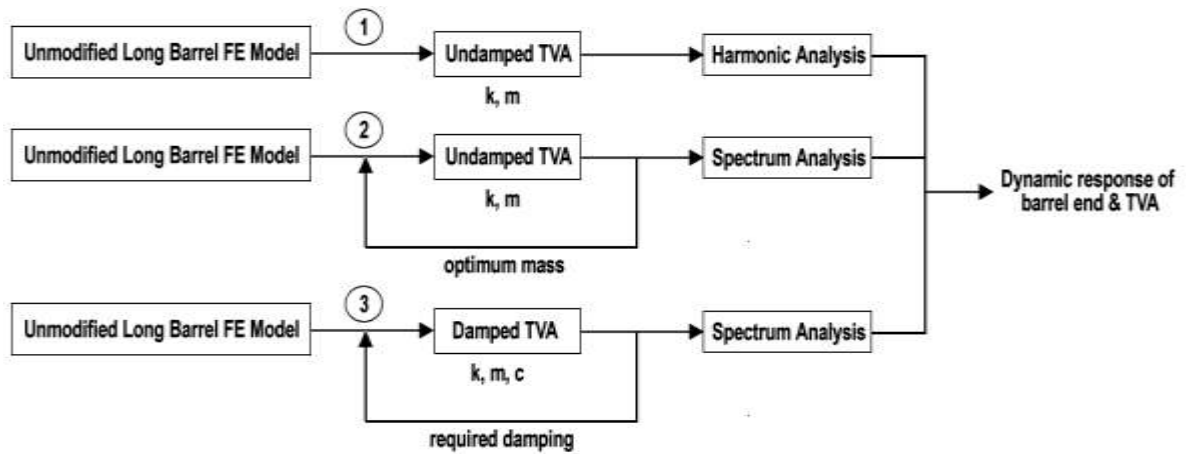 1
Unmodified Long Barrel FE Model
Undamped TVA
Harmonic Analysis
k, m
2
Unmodified Long Barrel FE Model
Undamped TVA
Spectrum Analysis
k, m
optimum mass
Dynamic response of
barrel end & TVA
3
Unmodified Long Barrel FE Model
Damped TVA
Spectrum Analysis
k, m, c
required damping